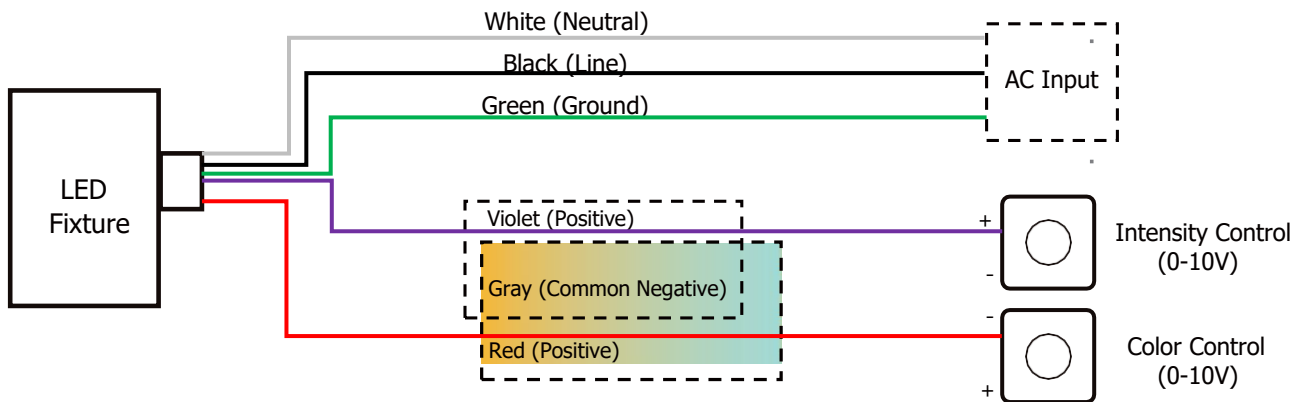 White (Neutral)
Black (Line)
Green (Ground)
AC Input
LED
Fixture
Violet (Positive)
Gray (Common Negative)
Red (Positive)
+
-
Intensity Control
(0-10V)
-
+
Color Control
(0-10V)